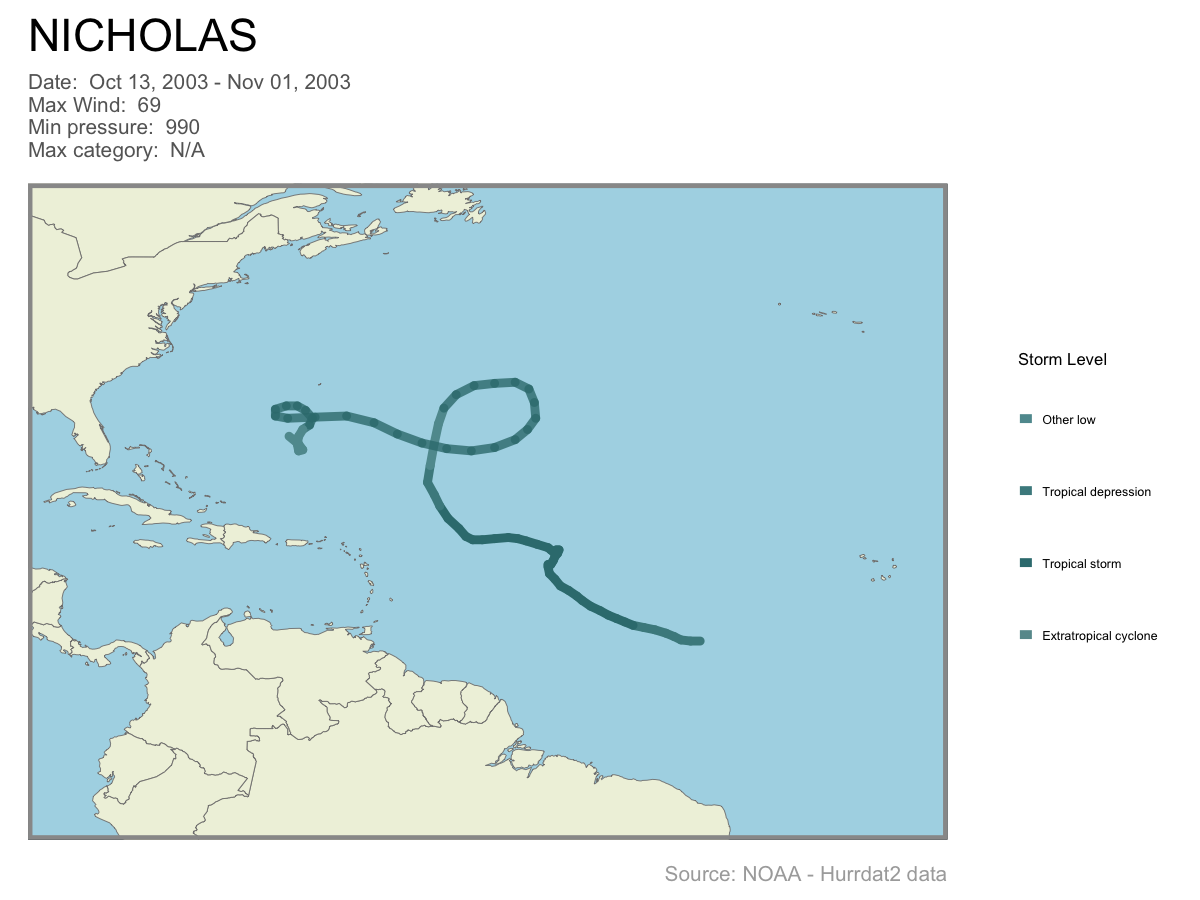 NICHOLAS
Date:  Oct 13, 2003 - Nov 01, 2003
Max Wind:  69
Min pressure:  990
Max category:  N/A
Storm Level
Other low
Tropical depression
Tropical storm
Extratropical cyclone
Source: NOAA - Hurrdat2 data